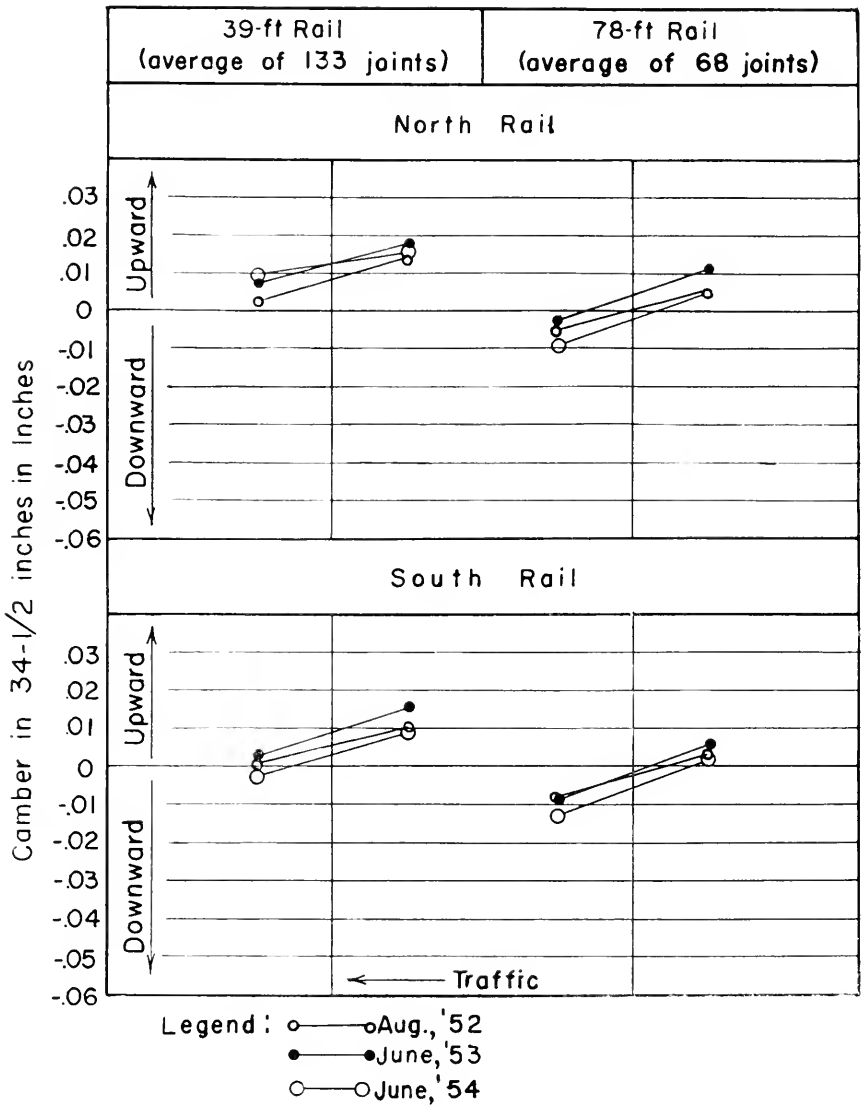 39-ft Rail
(average of 133 joints)
78-ft Rail
(average of 68 joints)
North Rail
Camber in 34-1/2 inches in Inches
Upward
Downward
.03
.02
.01
0
-.01
-.02
-.03
-.04
-.05
-.06
South Rail
Upward
Downward
.03
.02
.01
0
-.01
-.02
-.03
-.04
-.05
-.06
Traffic
Legend:
Aug., '52
June, '53
June, '54